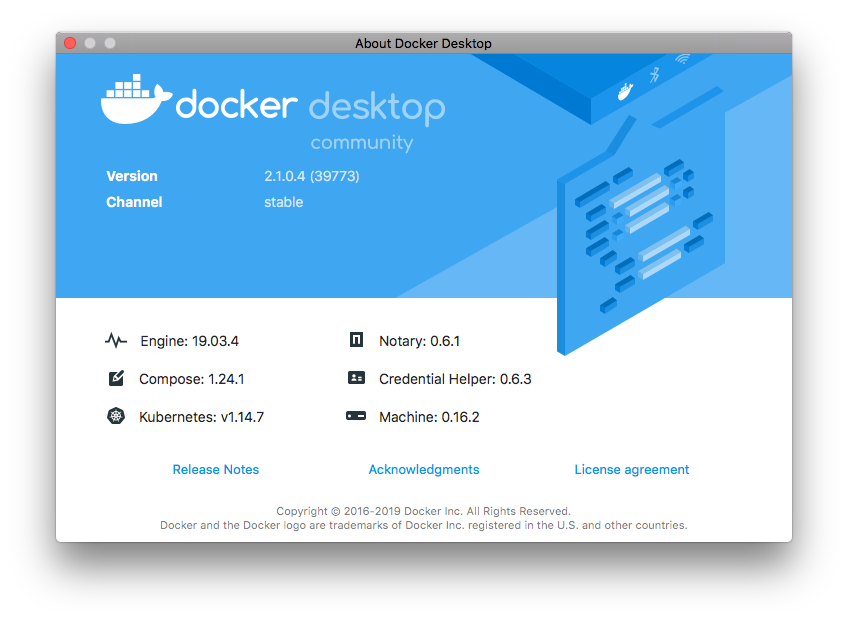 About Docker Desktop
docker desktop
community
Version 2.1.0.4 (39773)
Channel stable
Engine: 19.03.4 Notary: 0.6.1
Compose: 1.24.1 Credential Helper: 0.6.3
Kubernetes: v1.14.7 Machine: 0.16.2
Release Notes Acknowledgments License agreement
Copyright © 2016-2019 Docker Inc. All Rights Reserved.
Docker and the Docker logo are trademarks of Docker Inc. registered in the U.S. and other countries.